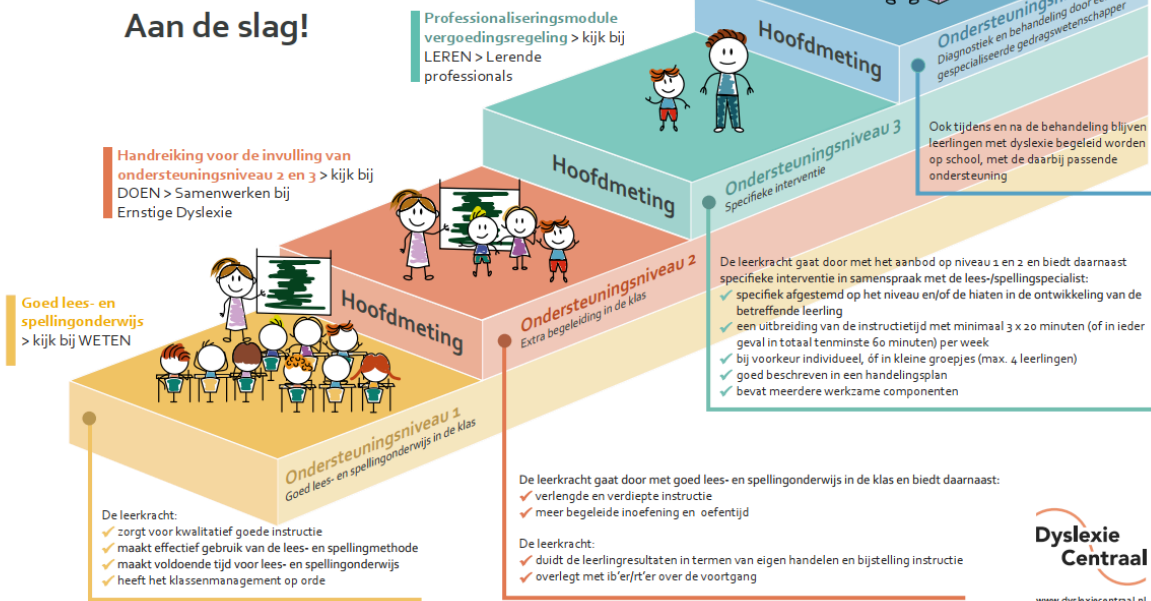 Aan de slag!
Professionaliseringsmodule
vergoedingsregeling > kijk bij
LEREN > Lerende
professionals
Handreiking voor de invulling van
ondersteuningsniveau 2 en 3 > kijk bij
DOEN > Samenwerken bij
Ernstige Dyslexie
Goed lees- en
spellingonderwijs
> kijk bij WETEN
Hoofdmeting
Hoofdmeting
Hoofdmeting
Ondersteuningsniveau 1
Goed lees- en spellingonderwijs in de klas
De leerkracht:
✓ zorgt voor kwalitatief goede instructie
✓ maakt effectief gebruik van de lees- en spellingmethode
✓ maakt voldoende tijd voor lees- en spellingonderwijs
✓ heeft het klassenmanagement op orde
Ondersteuningsniveau 2
Extra begeleiding in de klas
De leerkracht gaat door met goed lees- en spellingonderwijs in de klas en biedt daarnaast:
✓ verlengde en verdiepte instructie
✓ meer begeleide inoefening en oefentijd
De leerkracht:
✓ duidt de leerlingresultaten in termen van eigen handelen en bijstelling instructie
✓ overlegt met ib'er/rt'er over de voortgang
Ondersteuningsniveau 3
Specifieke interventie
De leerkracht gaat door met het aanbod op niveau 1 en 2 en biedt daarnaast
specifieke interventie in samenspraak met de lees-/spellingspecialist:
✓ specifiek afgestemd op het niveau en/of de hiaten in de ontwikkeling van de
betreffende leerling
✓ een uitbreiding van de instructietijd met minimaal 3 x 20 minuten (of in ieder
geval in totaal tenminste 60 minuten) per week
✓ bij voorkeur individueel, óf in kleine groepjes (max. 4 leerlingen)
✓ goed beschreven in een handelingsplan
✓ bevat meerdere werkzame componenten
Diagnostiek en behandeling door
gespecialiseerde gedragswetenschapper
Ook tijdens en na de behandeling blijven
leerlingen met dyslexie begeleid worden
op school, met de daarbij passende
ondersteuning
Dyslexie
Centraal